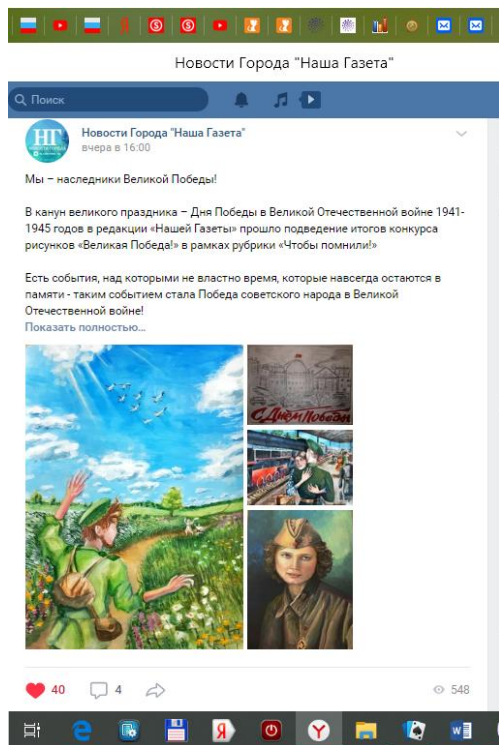 Новости Города "Наша Газета"
Поиск
НГ
Новости Города "Наша Газета"
вчера в 16:00
Мы – наследники Великой Победы!
В канун великого праздника – Дня Победы в Великой Отечественной войне 1941-
1945 годов в редакции «Нашей Газеты» прошло подведение итогов конкурса
рисунков «Великая Победа!» в рамках рубрики «Чтобы помнили!»
Есть события, над которыми не властно время, которые навсегда остаются в
памяти - таким событием стала Победа советского народа в Великой
Отечественной войне!
Показать полностью...
С Днём Победы
40
4
548